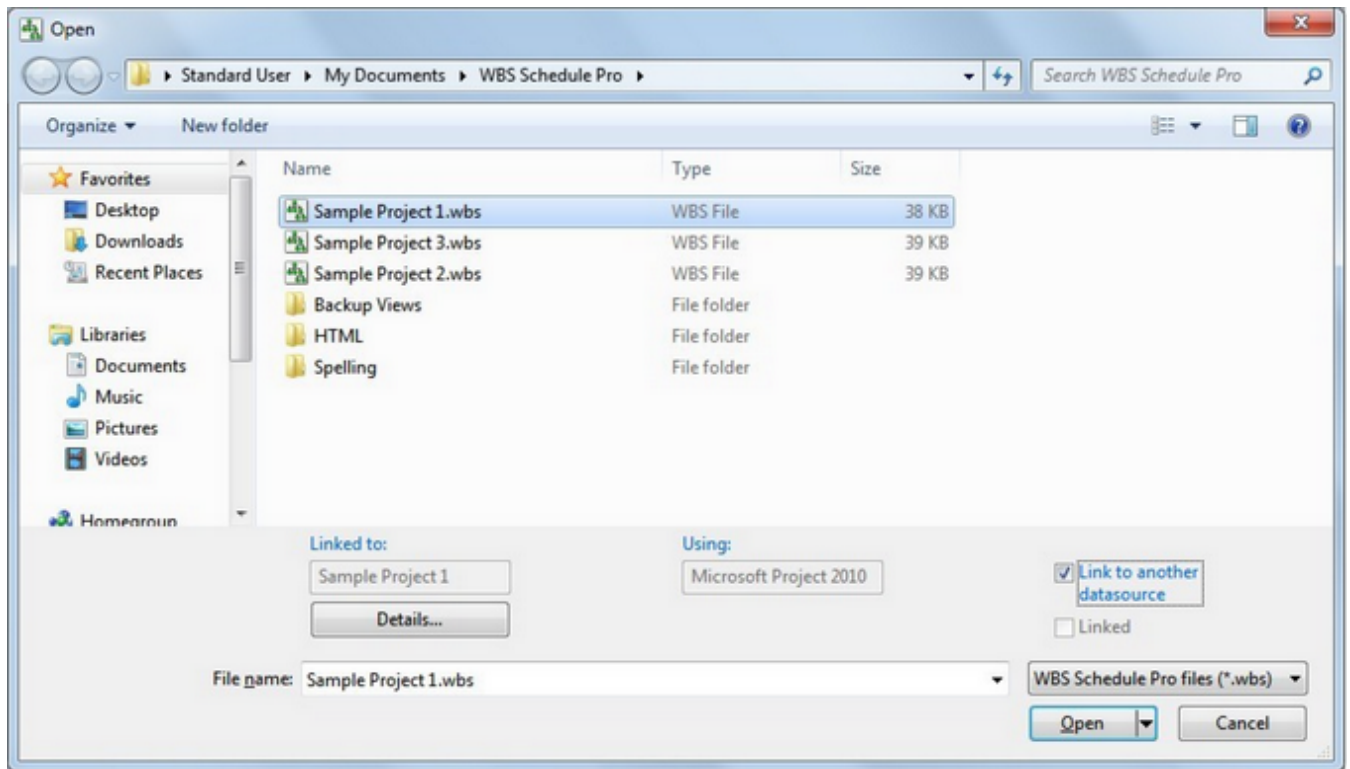 Open
Standard User ▸ My Documents ▸ WBS Schedule Pro ▸
Search WBS Schedule Pro
Organize New folder
Name Type Size
Favorites
Desktop
Downloads
Recent Places
Libraries
Documents
Music
Pictures
Videos
Homegroup
Sample Project 1.wbs WBS File 38 KB
Sample Project 3.wbs WBS File 39 KB
Sample Project 2.wbs WBS File 39 KB
Backup Views File folder
HTML File folder
Spelling File folder
Linked to: Using:
Sample Project 1 Microsoft Project 2010
Details...
Link to another
datasource
Linked
File name: Sample Project 1.wbs
WBS Schedule Pro files (*.wbs)
Open Cancel